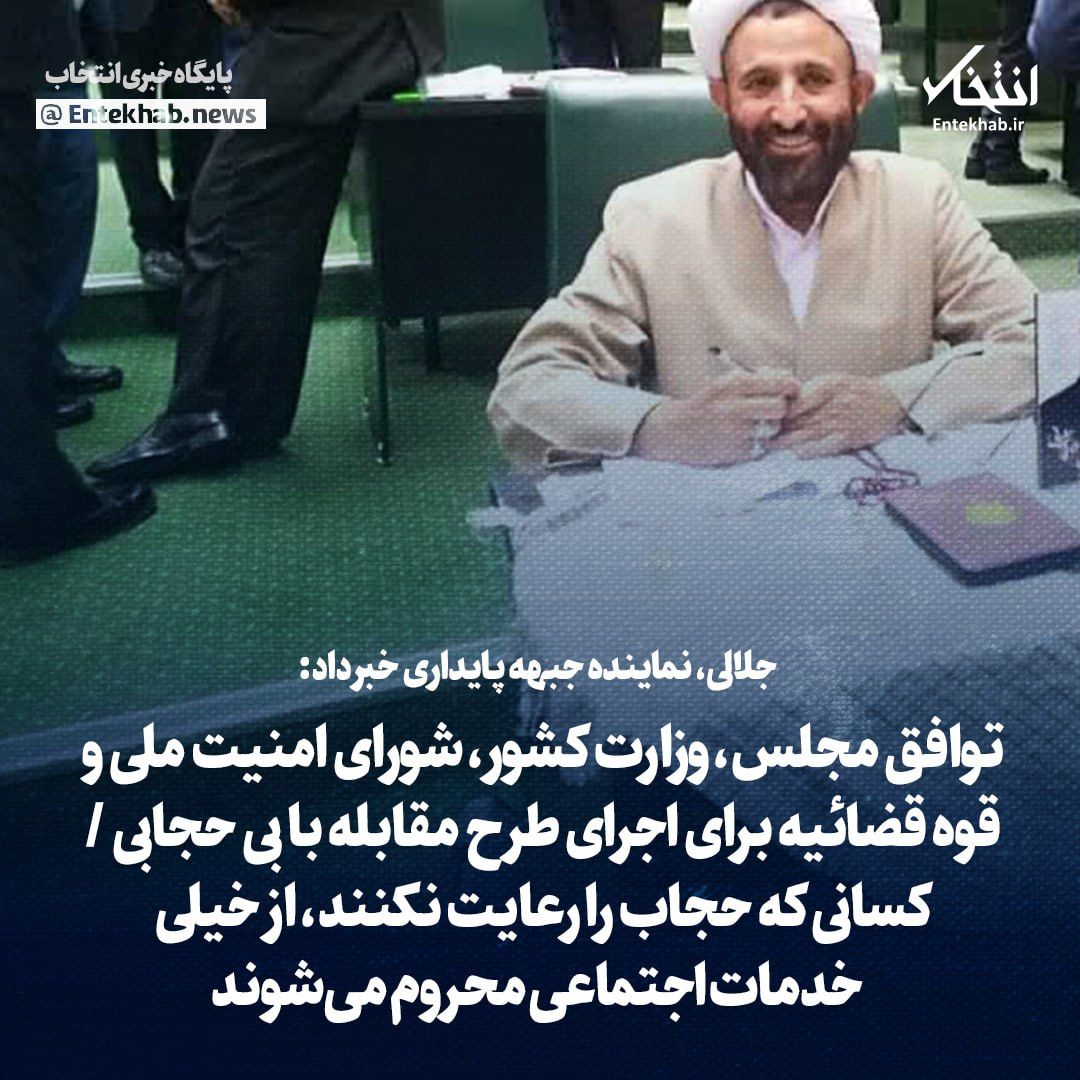 پایگاه خبری انتخاب
@Entekhab.news
انتخاب
Entekhab.ir
جلالی، نماینده جبهه پایداری خبر داد:
توافق مجلس، وزارت کشور، شورای امنیت ملی و
قوه قضائیه برای اجرای طرح مقابله با بی حجابی /
کسانی که حجاب را رعایت نکنند، از خیلی
خدمات اجتماعی محروم می‌شوند